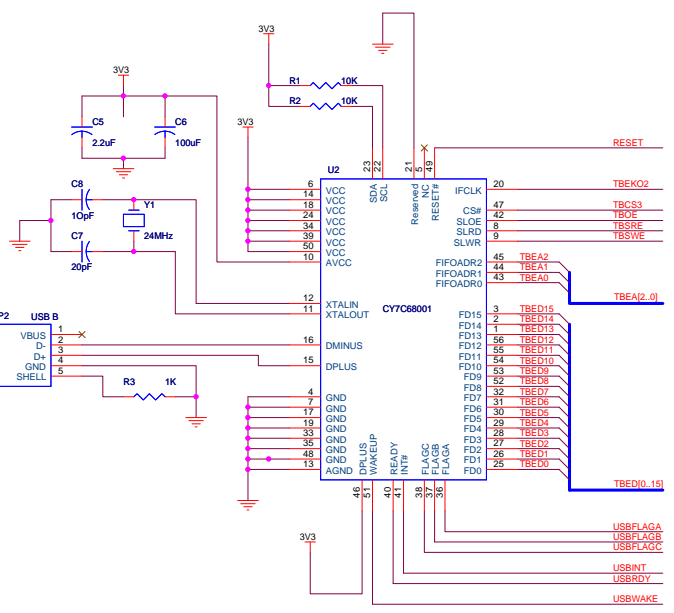 3V3
R1 10K
R2 10K
3V3
C5
2.2uF
C6
100uF
3V3
U2
RESET
23
22
21
5
49
SDA
SCL
Reserved
NC
RESET#
6 VCC
14 VCC
18 VCC
24 VCC
34 VCC
39 VCC
50 VCC
10 AVCC
IFCLK 20 TBEKO2
CS# 47 TBCS3
SLOE 42 TBOE
SLRD 8 TBSRE
SLWR 9 TBSWE
FIFOADR2 45 TBEA2
FIFOADR1 44 TBEA1
FIFOADR0 43 TBEA0
TBEA[2..0]
C8
1OpF
Y1
24MHz
C7
20pF
12 XTALIN
11 XTALOUT
CY7C68001
P2 USB B
VBUS 1
D- 2
D+ 3
GND 4
SHELL 5
R3 1K
16 DMINUS
15 DPLUS
FD15 3 TBED15
FD14 2 TBED14
FD13 1 TBED13
FD12 56 TBED12
FD11 55 TBED11
FD10 54 TBED10
FD9 53 TBED9
FD8 52 TBED8
FD7 32 TBED7
FD6 31 TBED6
FD5 30 TBED5
FD4 29 TBED4
FD3 28 TBED3
FD2 27 TBED2
FD1 26 TBED1
FD0 25 TBED0
TBED[0..15]
4 GND
7 GND
17 GND
19 GND
33 GND
35 GND
48 GND
13 AGND
DPLUS
WAKEUP
READY
INT#
FLAGC
FLAGB
FLAGA
46
51
40
41
38
37
36
3V3
USBFLAGA
USBFLAGB
USBFLAGC
USBINT
USBRDY
USBWAKE